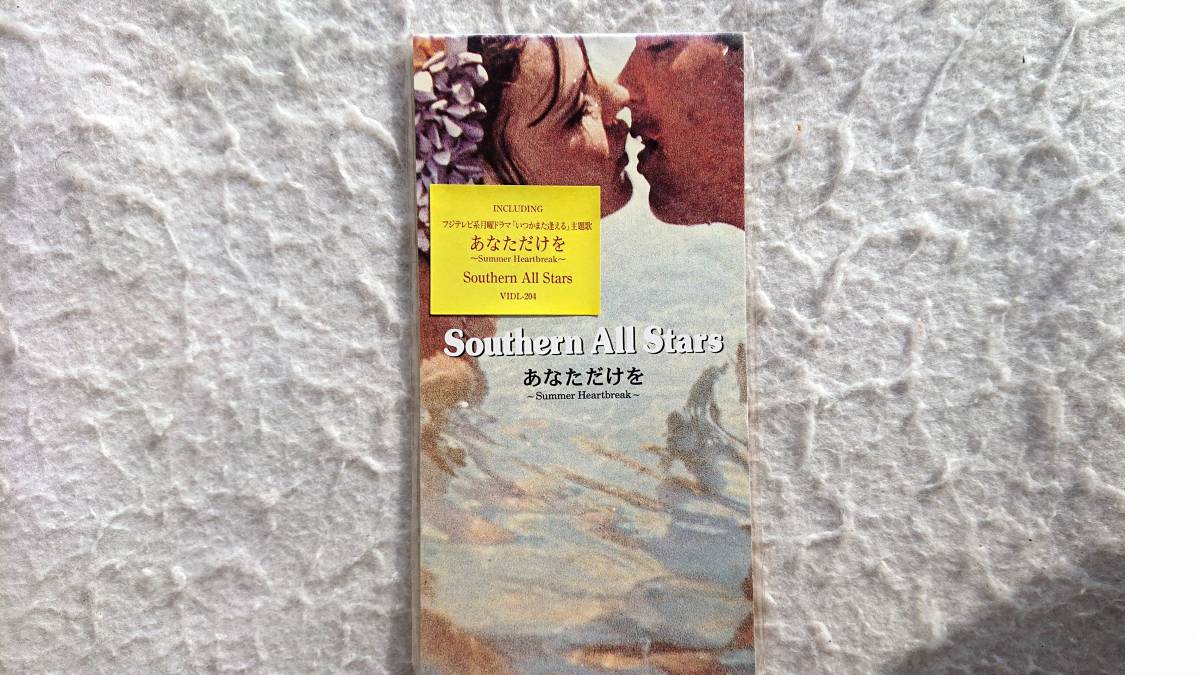 INCLUDING
フジテレビ系月曜ドラマ「いつかまた逢える」主題歌
あなただけを
〜Summer Heartbreak〜
Southern All Stars
VIDL-204
Southern All Stars
あなただけを
~ Summer Heartbreak ~